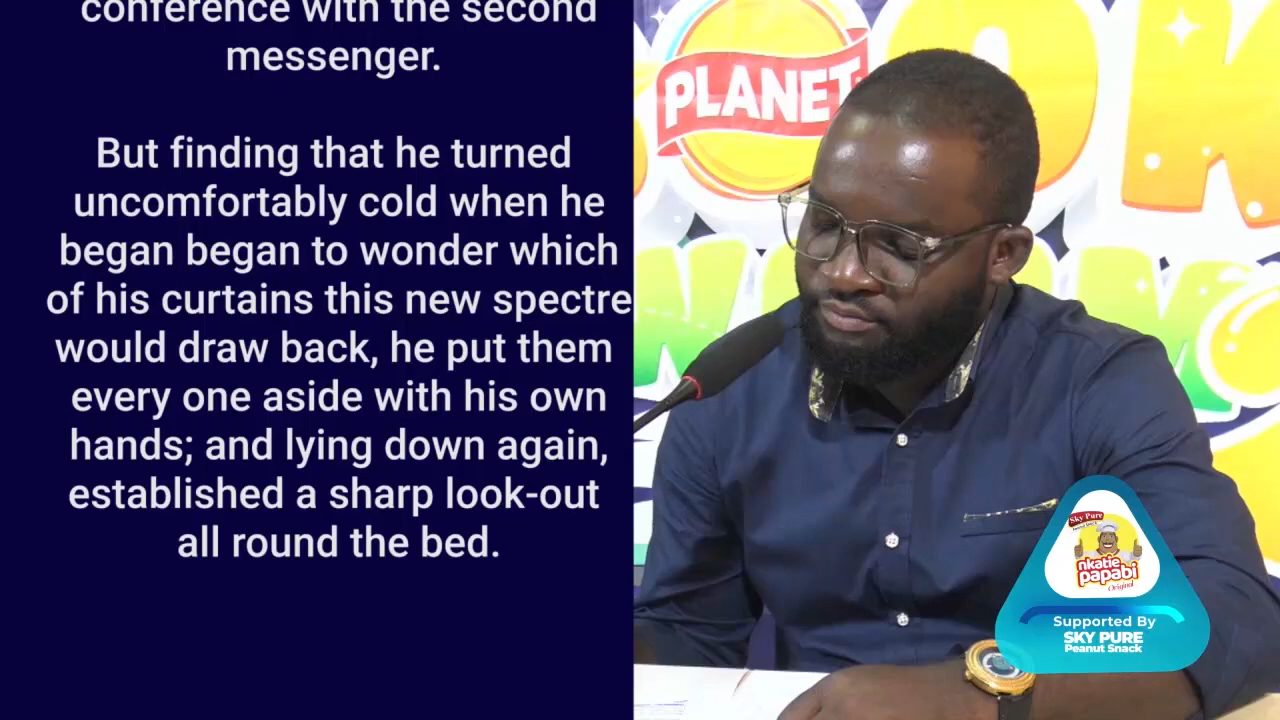 conference with the second
messenger.
But finding that he turned
uncomfortably cold when he
began began to wonder which
of his curtains this new spectre
would draw back, he put them
every one aside with his own
hands; and lying down again,
established a sharp look-out
all round the bed.
PLANET
Sky Pure
nkatie
papabi
Original
Supported By
SKY PURE
Peanut Snack